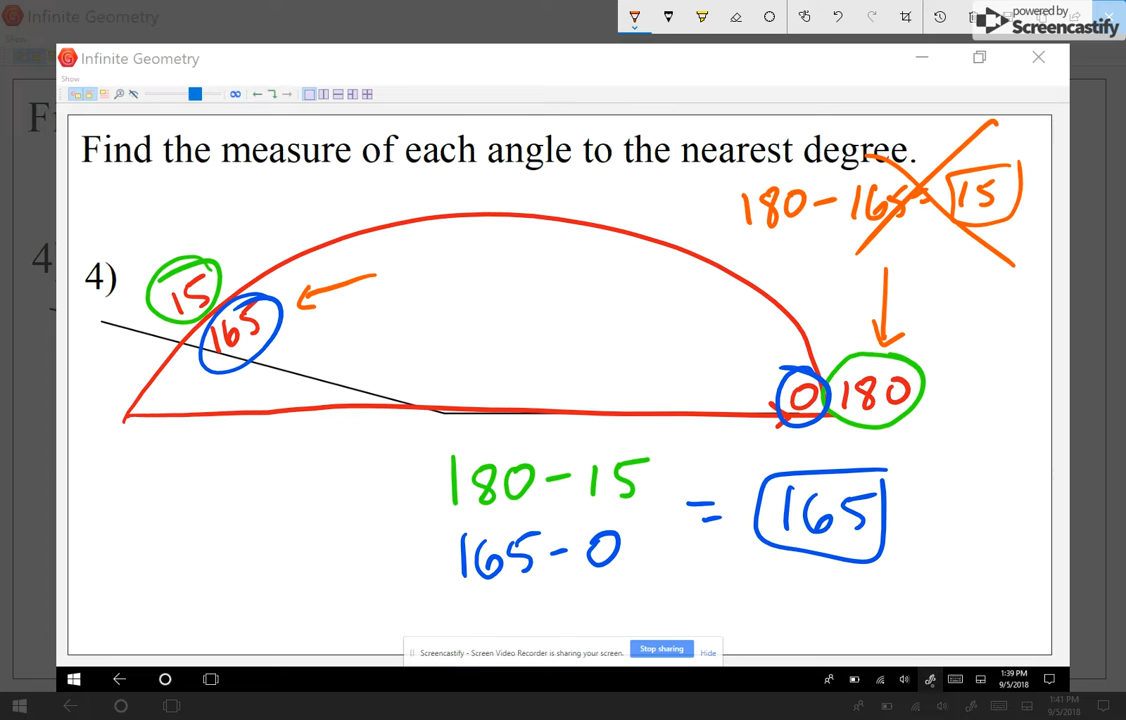 Infinite Geometry
powered by
Screencastify
Infinite Geometry
Show
Find the measure of each angle to the nearest degree.
180-165= 15
4)
15
165
0 180
180-15
165-0
= 165
Screencastify - Screen Video Recorder is sharing your screen. Stop sharing Hide
1:39 PM
9/5/2018
1:41 PM
9/5/2018